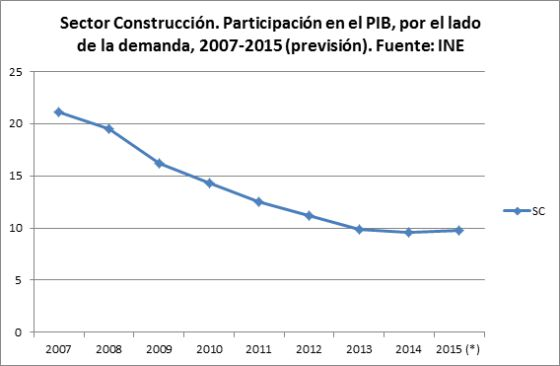 Sector Construcción. Participación en el PIB, por el lado
de la demanda, 2007-2015 (previsión). Fuente: INE
25
20
15
10
5
0
SC
2007 2008 2009 2010 2011 2012 2013 2014 2015 (*)